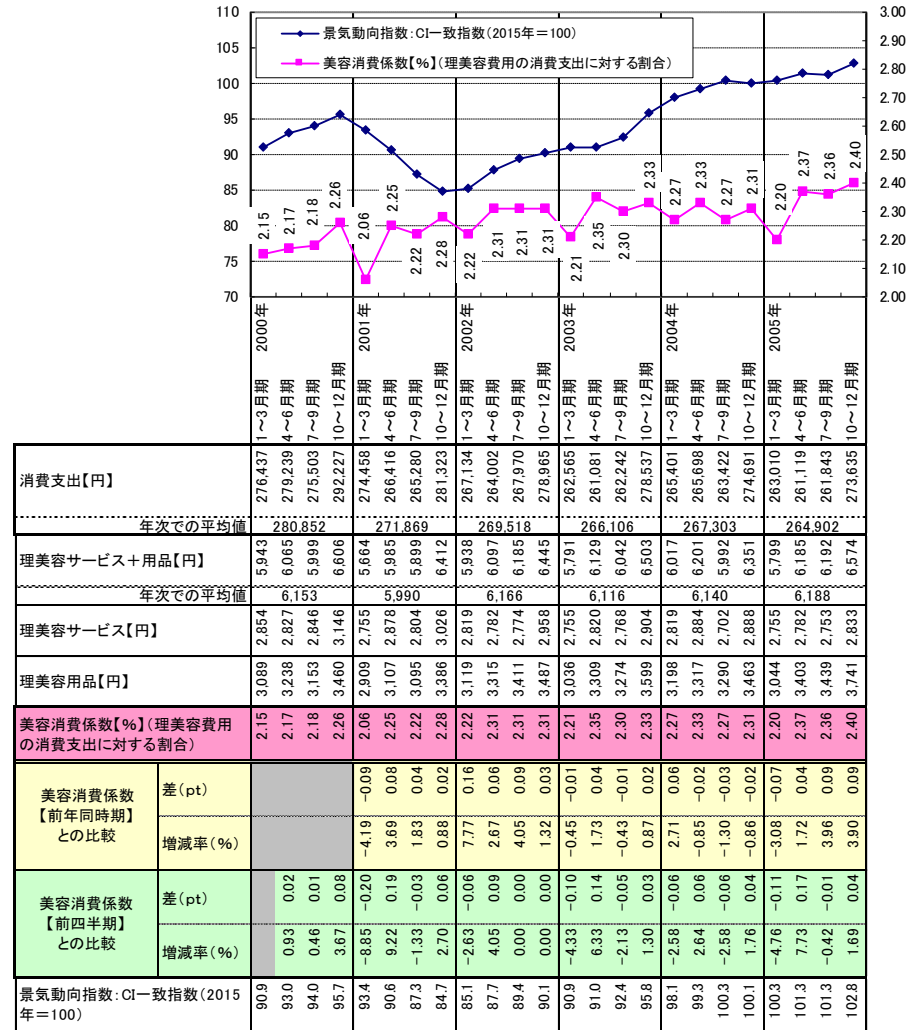 110
105
100
95
90
85
80
75
70
3.00
2.90
2.80
2.70
2.60
2.50
2.40
2.30
2.20
2.10
2.00
景気動向指数:CI一致指数(2015年=100)
美容消費係数【%】(理美容費用の消費支出に対する割合)
2.15 2.17 2.18 2.26 2.06 2.25 2.22 2.28 2.22 2.31 2.31 2.31 2.21 2.35 2.30 2.33 2.27 2.33 2.27 2.31 2.20 2.37 2.36 2.40
2000年 2001年 2002年 2003年 2004年 2005年
1~3月期 4~6月期 7~9月期 10~12月期 1~3月期 4~6月期 7~9月期 10~12月期 1~3月期 4~6月期 7~9月期 10~12月期 1~3月期 4~6月期 7~9月期 10~12月期 1~3月期 4~6月期 7~9月期 10~12月期 1~3月期 4~6月期 7~9月期 10~12月期
消費支出【円】 276,437 279,239 275,503 292,227 274,458 266,416 265,280 281,323 267,134 264,002 267,970 278,965 262,565 261,081 262,242 278,537 265,401 265,698 263,422 274,691 263,010 261,119 261,843 273,635
年次での平均値 280,852 271,869 269,518 266,106 267,303 264,902
理美容サービス+用品【円】 5,943 6,065 5,999 6,606 5,664 5,985 5,899 6,412 5,938 6,097 6,185 6,445 5,791 6,129 6,042 6,503 6,017 6,201 5,992 6,351 5,799 6,185 6,192 6,574
年次での平均値 6,153 5,990 6,166 6,116 6,140 6,188
理美容サービス【円】 2,854 2,827 2,846 3,146 2,755 2,878 2,804 3,026 2,819 2,782 2,774 2,958 2,755 2,820 2,768 2,904 2,819 2,884 2,702 2,888 2,755 2,782 2,753 2,833
理美容用品【円】 3,089 3,238 3,153 3,460 2,909 3,107 3,095 3,386 3,119 3,315 3,411 3,487 3,036 3,309 3,274 3,599 3,198 3,317 3,290 3,463 3,044 3,403 3,439 3,741
美容消費係数【%】(理美容費用
の消費支出に対する割合) 2.15 2.17 2.18 2.26 2.06 2.25 2.22 2.28 2.22 2.31 2.31 2.31 2.21 2.35 2.30 2.33 2.27 2.33 2.27 2.31 2.20 2.37 2.36 2.40
美容消費係数
【前年同時期】
との比較
差(pt) -0.09 0.08 0.04 0.02 0.16 0.06 0.09 0.03 -0.01 0.04 -0.01 0.02 0.06 -0.02 -0.03 -0.02 -0.07 0.04 0.09 0.09
増減率(%) -4.19 3.69 1.83 0.88 7.77 2.67 4.05 1.32 -0.45 1.73 -0.43 0.87 2.71 -0.85 -1.30 -0.86 -3.08 1.72 3.96 3.90
美容消費係数
【前四半期】
との比較
差(pt) 0.02 0.01 0.08 -0.20 0.19 -0.03 0.06 -0.06 0.09 0.00 0.00 -0.10 0.14 -0.05 0.03 -0.06 0.06 -0.06 0.04 -0.11 0.17 -0.01 0.04
増減率(%) 0.93 0.46 3.67 -8.85 9.22 -1.33 2.70 -2.63 4.05 0.00 0.00 -4.33 6.33 -2.13 1.30 -2.58 2.64 -2.58 1.76 -4.76 7.73 -0.42 1.69
景気動向指数:CI一致指数(2015
年=100) 90.9 93.0 94.0 95.7 93.4 90.6 87.3 84.7 85.1 87.7 89.4 90.1 90.9 91.0 92.4 95.8 98.1 99.3 100.3 100.1 100.3 101.3 101.3 102.8